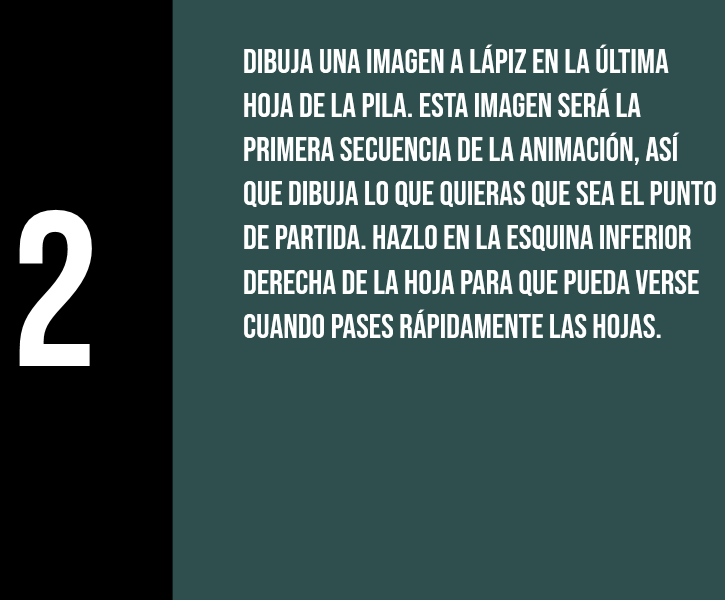 2
DIBUJA UNA IMAGEN A LÁPIZ EN LA ÚLTIMA
HOJA DE LA PILA. ESTA IMAGEN SERÁ LA
PRIMERA SECUENCIA DE LA ANIMACIÓN, ASÍ
QUE DIBUJA LO QUE QUIERAS QUE SEA EL PUNTO
DE PARTIDA. HAZLO EN LA ESQUINA INFERIOR
DERECHA DE LA HOJA PARA QUE PUEDA VERSE
CUANDO PASES RÁPIDAMENTE LAS HOJAS.